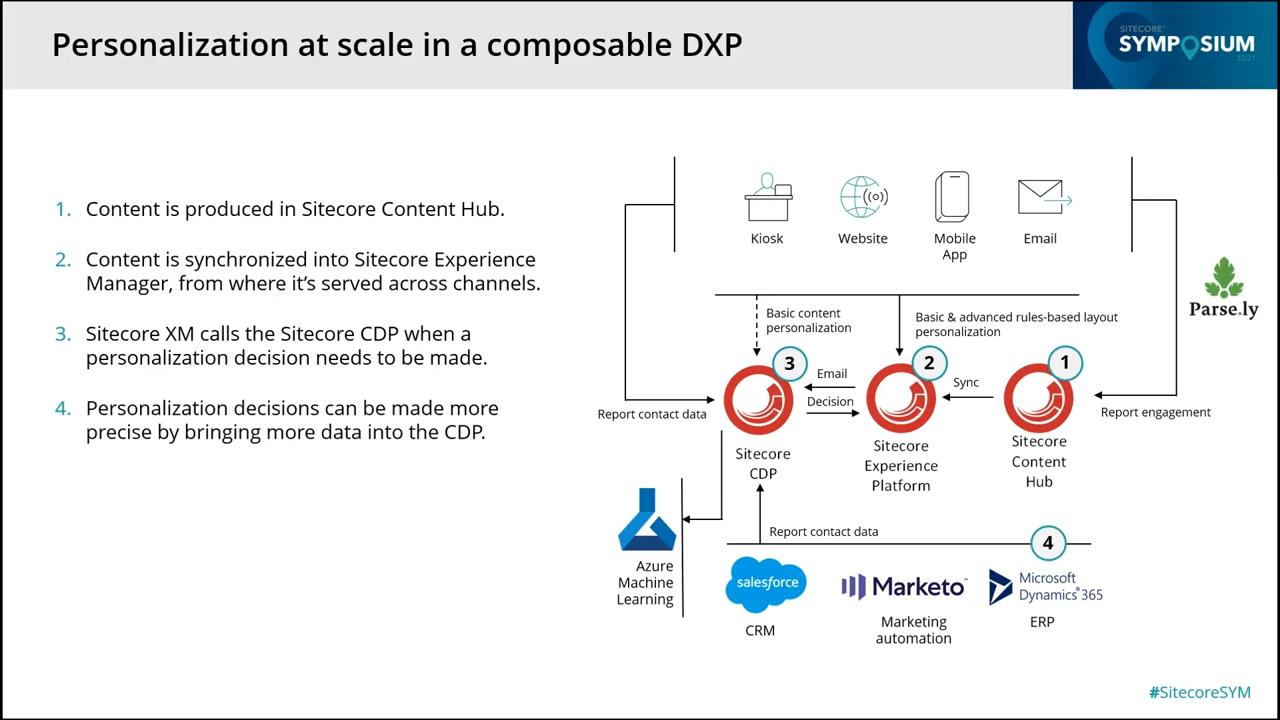 Personalization at scale in a composable DXP
SITECORE™
SYMPOSIUM
2021
1. Content is produced in Sitecore Content Hub.
2. Content is synchronized into Sitecore Experience
Manager, from where it’s served across channels.
3. Sitecore XM calls the Sitecore CDP when a
personalization decision needs to be made.
4. Personalization decisions can be made more
precise by bringing more data into the CDP.
Kiosk
Website
Mobile
App
Email
Parse.ly
Basic content
personalization
Basic & advanced rules-based layout
personalization
3
2
1
Email
Decision
Sync
Report contact data
Report engagement
Sitecore
CDP
Sitecore
Experience
Platform
Sitecore
Content
Hub
Report contact data
4
Azure
Machine
Learning
salesforce
CRM
Marketo™
Marketing
automation
Microsoft
Dynamics®365
ERP
#SitecoreSYM